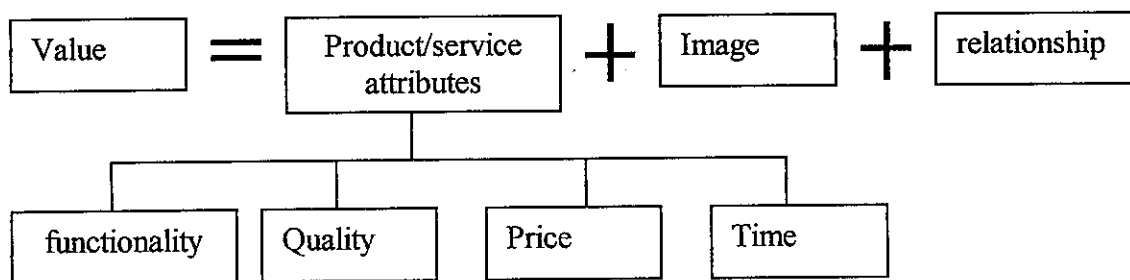 Value = Product/service attributes + Image + relationship
functionality Quality Price Time